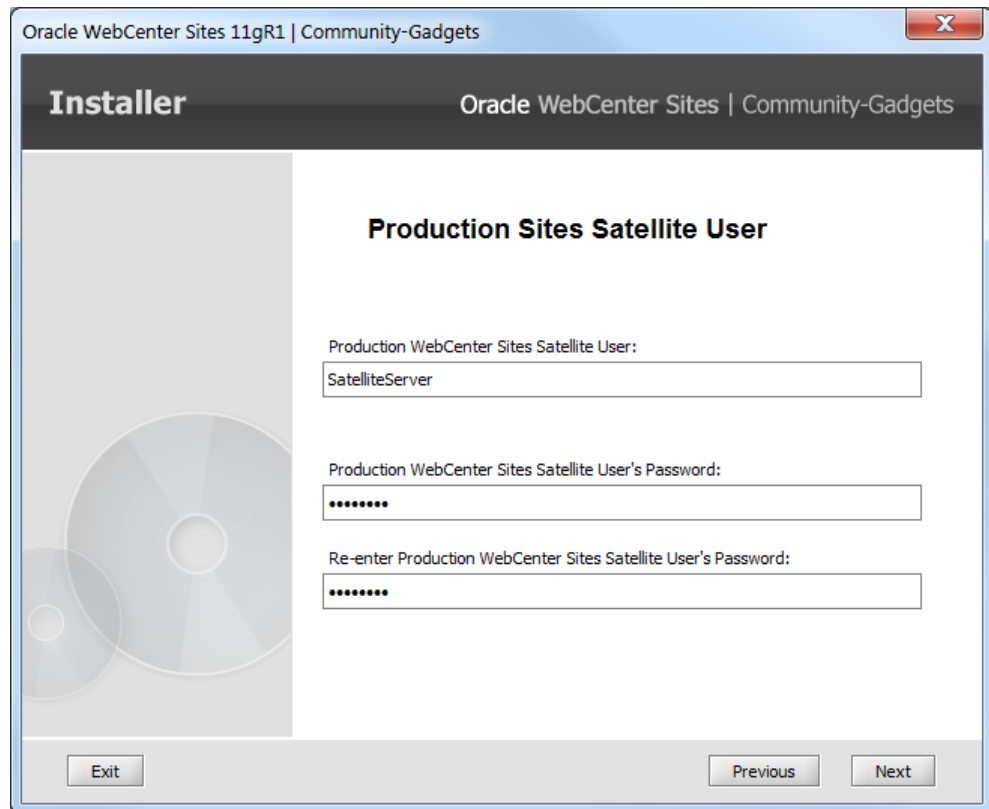 Oracle WebCenter Sites 11gR1 | Community-Gadgets
Installer
Oracle WebCenter Sites | Community-Gadgets
Production Sites Satellite User
Production WebCenter Sites Satellite User:
SatelliteServer
Production WebCenter Sites Satellite User's Password:
••••••••
Re-enter Production WebCenter Sites Satellite User's Password:
••••••••
Exit
Previous
Next